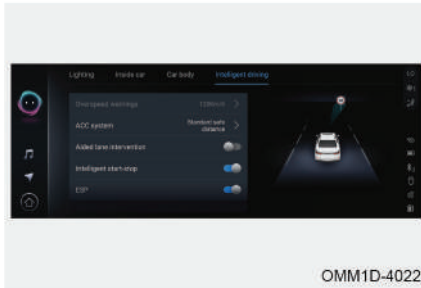 Lighting
Inside car
Car body
Intelligent driving
Overspeed warnings
ACC system
Standard safe
distance
Aided lane intervention
Intelligent start-stop
ESP
OMM1D-4022